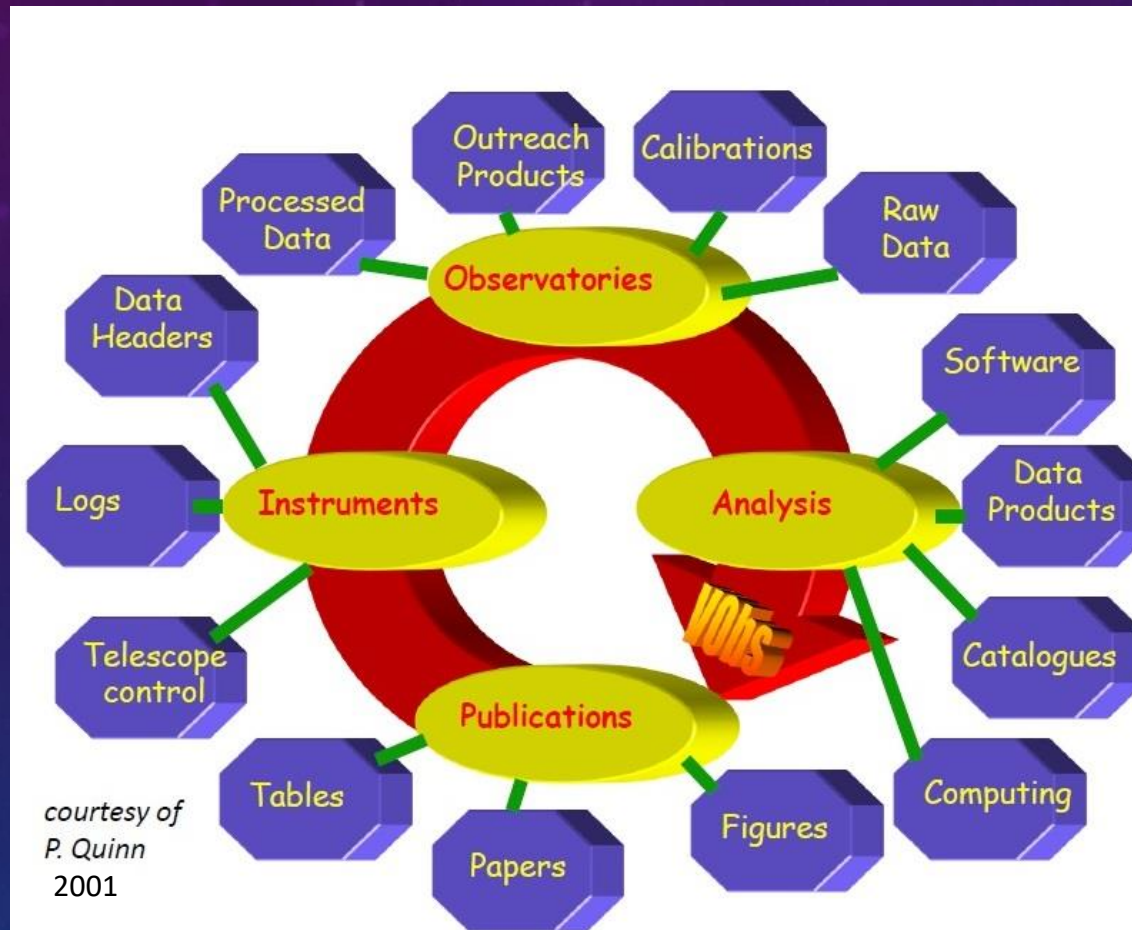 Outreach
Products
Calibrations
Processed
Data
Raw
Data
Observatories
Data
Headers
Software
Logs
Instruments
Analysis
Data
Products
VObs
Telescope
control
Catalogues
Publications
Tables
Papers
Figures
Computing
courtesy of
P. Quinn
2001